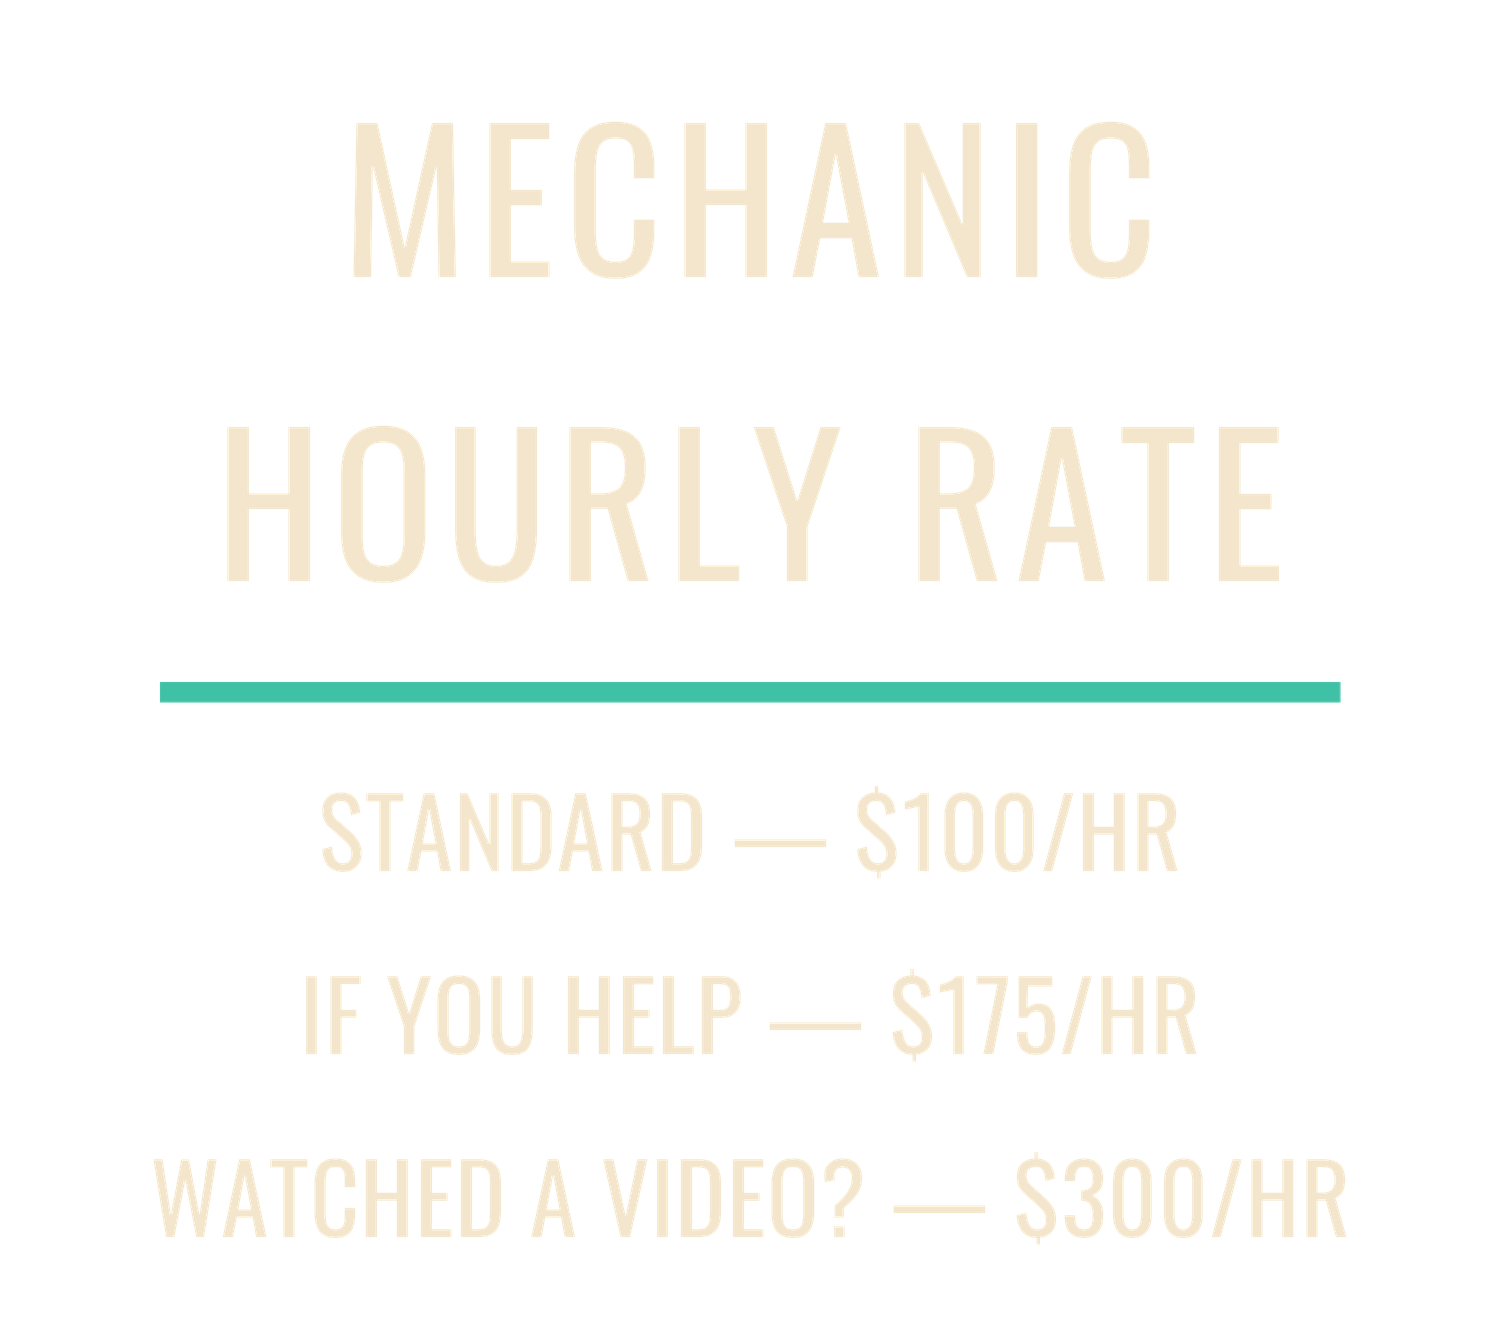 MECHANIC
HOURLY RATE
STANDARD — $100/HR
IF YOU HELP — $175/HR
WATCHED A VIDEO? — $300/HR